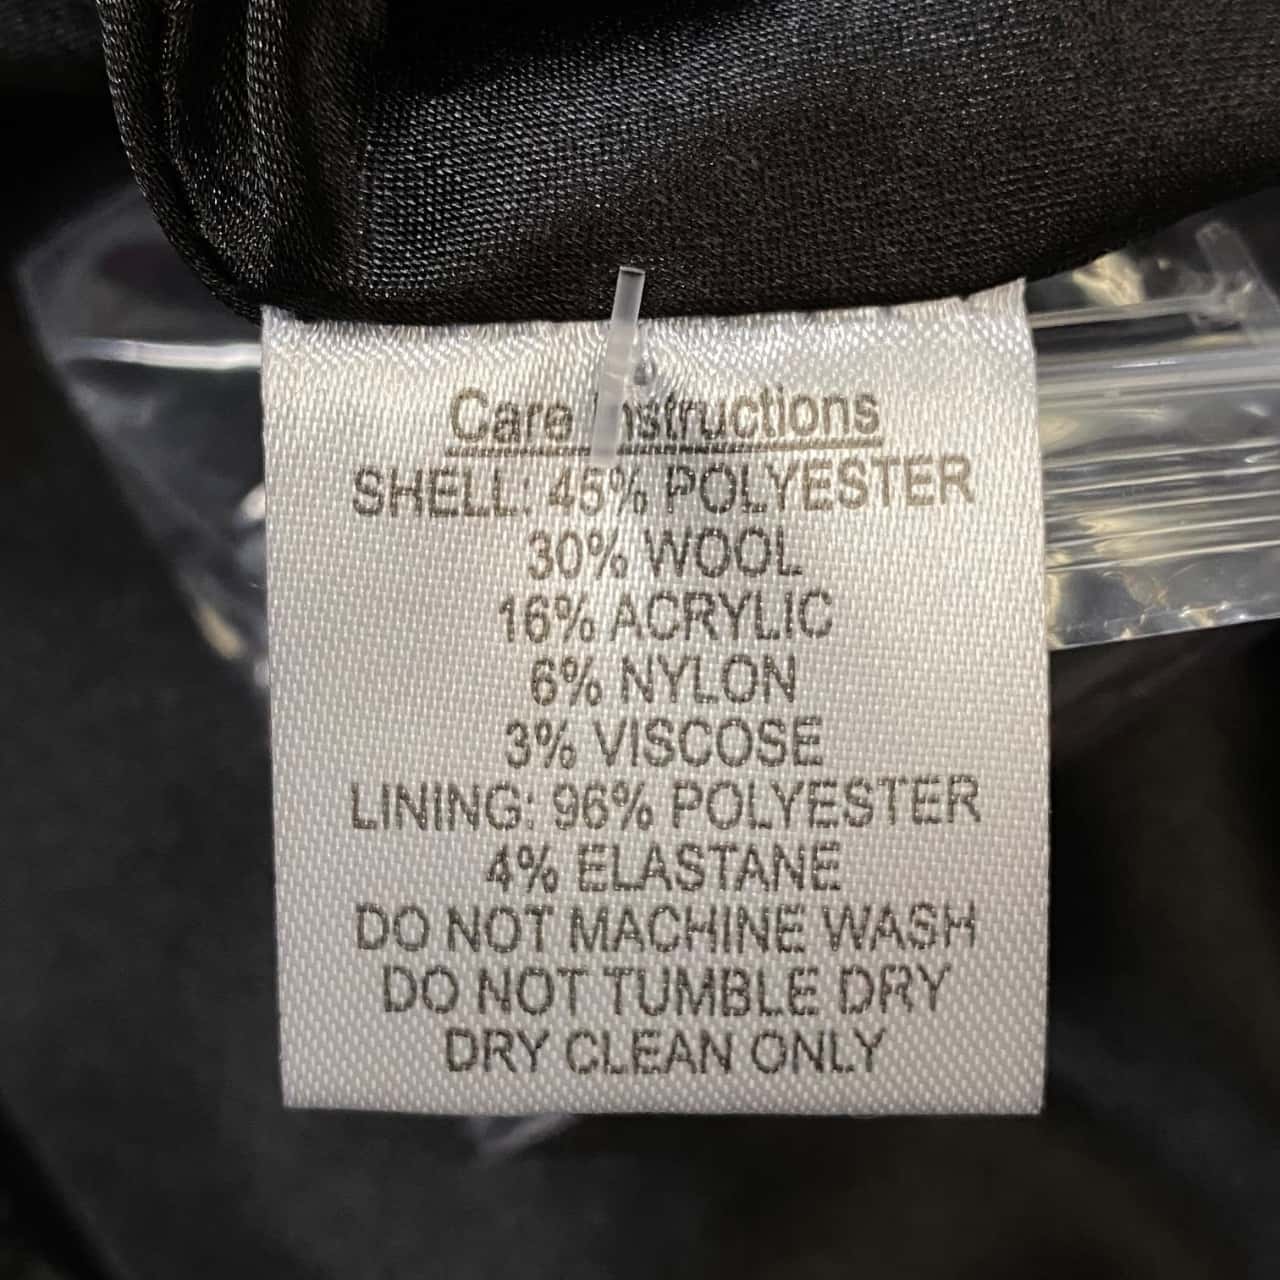 Care Instructions
SHELL: 45% POLYESTER
30% WOOL
16% ACRYLIC
6% NYLON
3% VISCOSE
LINING: 96% POLYESTER
4% ELASTANE
DO NOT MACHINE WASH
DO NOT TUMBLE DRY
DRY CLEAN ONLY